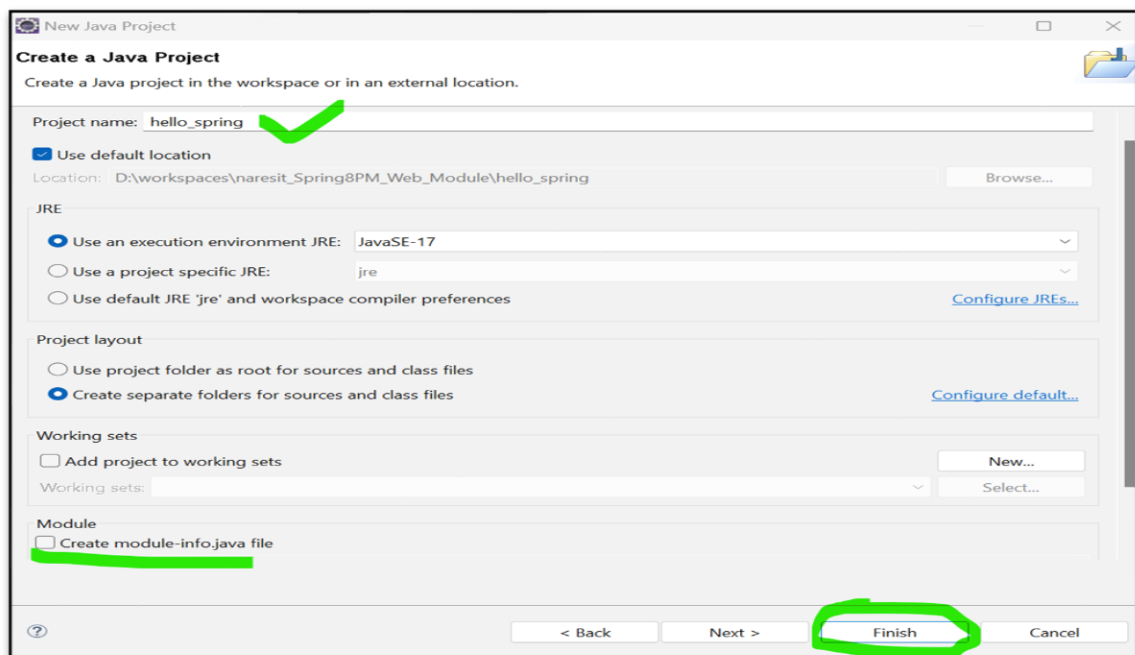 New Java Project
Create a Java Project
Create a Java project in the workspace or in an external location.
Project name: hello_spring
Use default location
Location: D:\workspaces\naresit_Spring8PM_Web_Module\hello_spring Browse...
JRE
Use an execution environment JRE: JavaSE-17
Use a project specific JRE: jre
Use default JRE 'jre' and workspace compiler preferences Configure JREs...
Project layout
Use project folder as root for sources and class files
Create separate folders for sources and class files Configure default...
Working sets
Add project to working sets New...
Working sets: Select...
Module
Create module-info.java file
? < Back Next > Finish Cancel